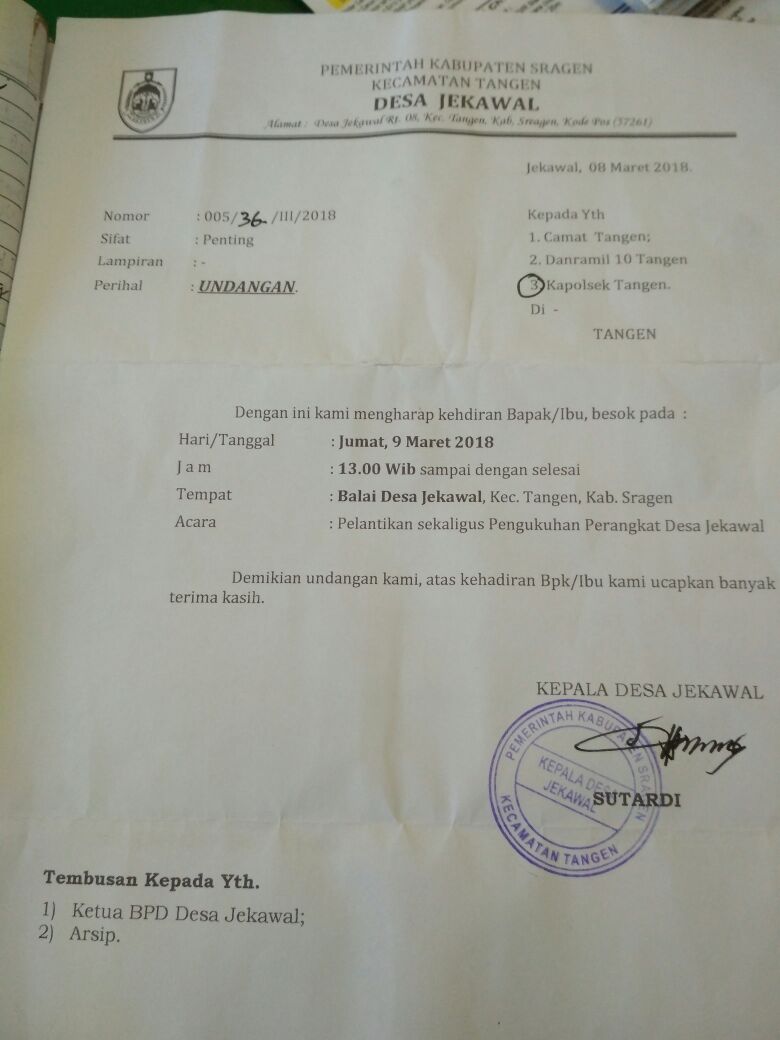 PEMERINTAH KABUPATEN SRAGEN
KECAMATAN TANGEN
DESA JEKAWAL
Alamat : Desa Jekawal Rt. 08, Kec. Tangen, Kab, Sreagen, Kode Pos (57261)
Jekawal, 08 Maret 2018.
Nomor : 005/36/III/2018
Sifat : Penting
Lampiran : -
Perihal : UNDANGAN.
Kepada Yth
1. Camat Tangen;
2. Danramil 10 Tangen
3. Kapolsek Tangen.
Di -
TANGEN
Dengan ini kami mengharap kehdiran Bapak/Ibu, besok pada :
Hari/Tanggal : Jumat, 9 Maret 2018
J a m : 13.00 Wib sampai dengan selesai
Tempat : Balai Desa Jekawal, Kec. Tangen, Kab. Sragen
Acara : Pelantikan sekaligus Pengukuhan Perangkat Desa Jekawal
Demikian undangan kami, atas kehadiran Bpk/Ibu kami ucapkan banyak
terima kasih.
KEPALA DESA JEKAWAL
PEMERINTAH KABUPATEN SRAGEN
KEPALA DESA
JEKAWAL
KECAMATAN TANGEN
SUTARDI
Tembusan Kepada Yth.
1) Ketua BPD Desa Jekawal;
2) Arsip.